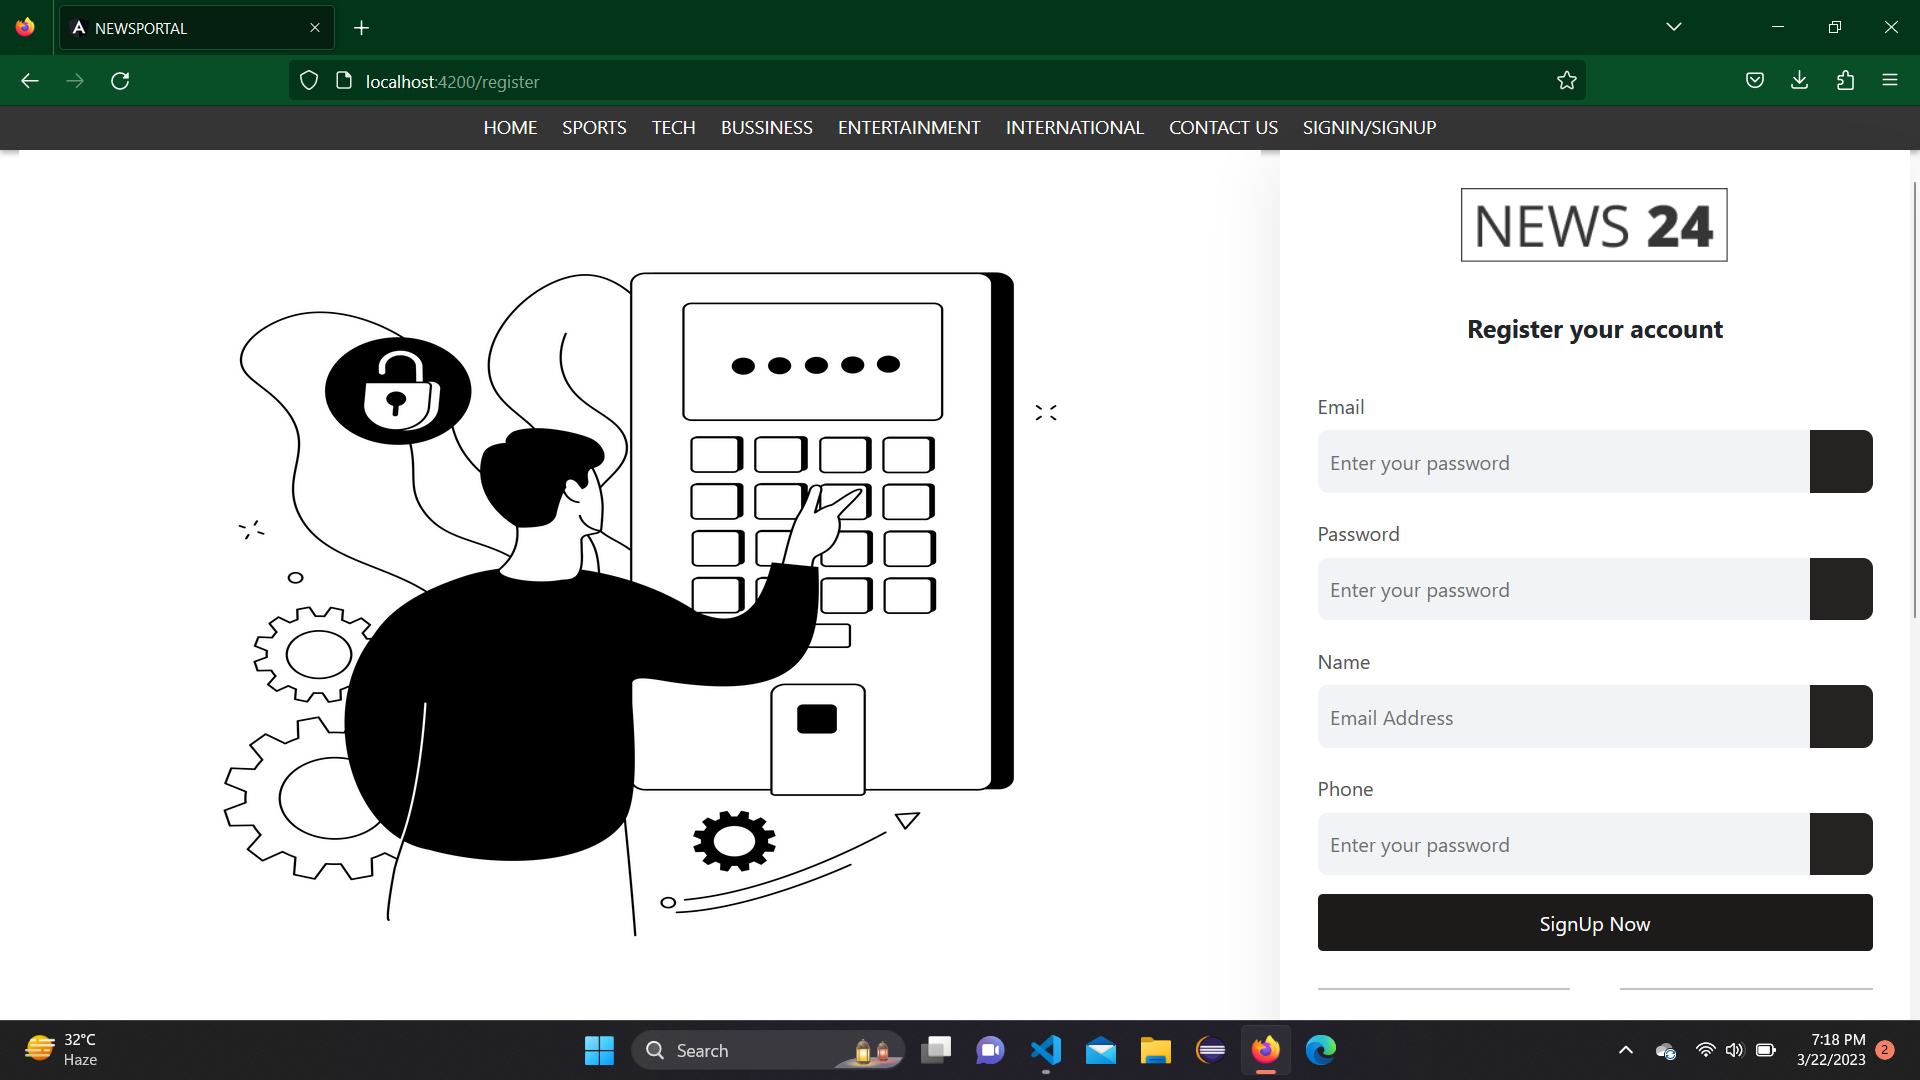 NEWSPORTAL
localhost:4200/register
HOME SPORTS TECH BUSSINESS ENTERTAINMENT INTERNATIONAL CONTACT US SIGNIN/SIGNUP
NEWS 24
Register your account
Email
Enter your password
Password
Enter your password
Name
Email Address
Phone
Enter your password
SignUp Now
32°C
Haze
Search
7:18 PM
3/22/2023
2